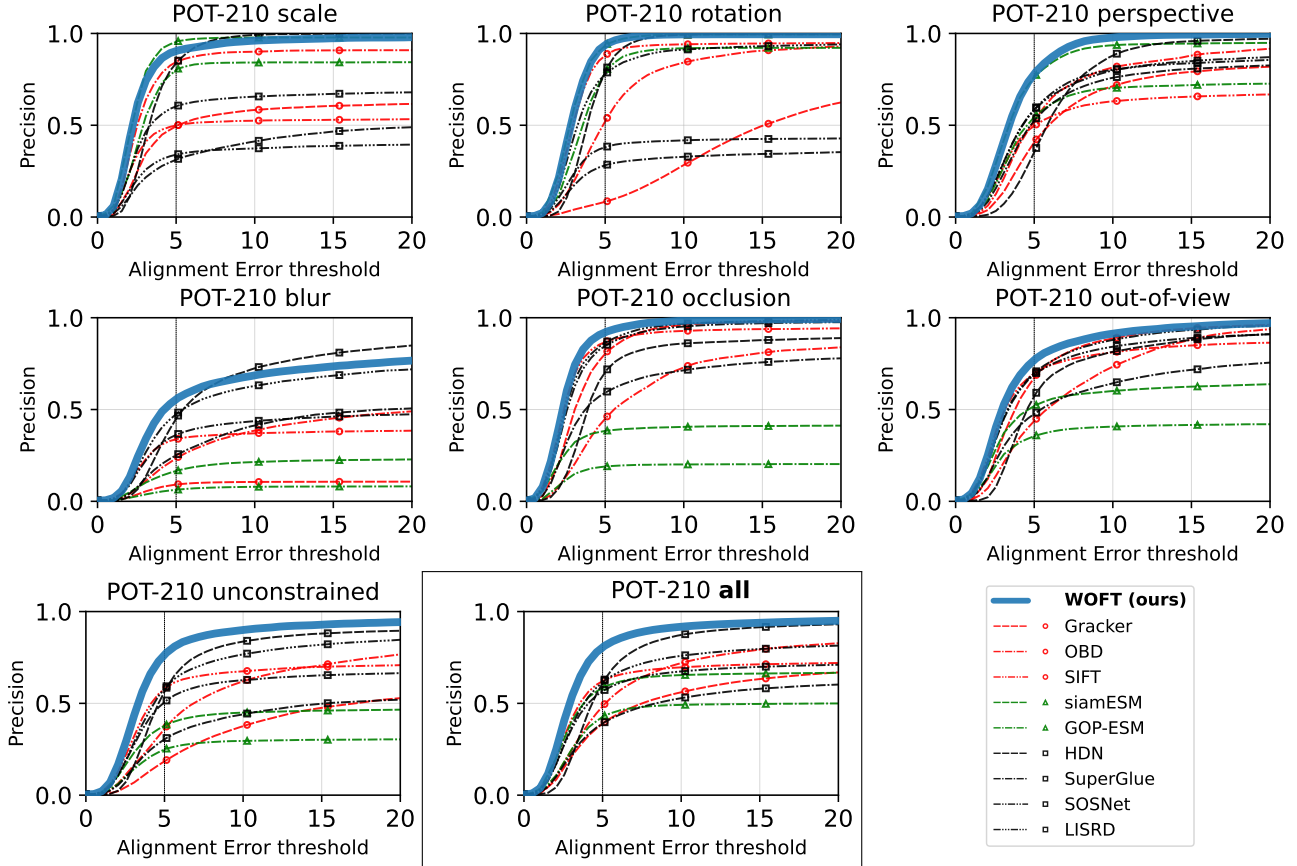 POT-210 scale
POT-210 rotation
POT-210 perspective
1.0
0.5
0.0
Precision
0 5 10 15 20
Alignment Error threshold
1.0
0.5
0.0
Precision
0 5 10 15 20
Alignment Error threshold
1.0
0.5
0.0
Precision
0 5 10 15 20
Alignment Error threshold
POT-210 blur
POT-210 occlusion
POT-210 out-of-view
1.0
0.5
0.0
Precision
0 5 10 15 20
Alignment Error threshold
1.0
0.5
0.0
Precision
0 5 10 15 20
Alignment Error threshold
1.0
0.5
0.0
Precision
0 5 10 15 20
Alignment Error threshold
POT-210 unconstrained
POT-210 all
1.0
0.5
0.0
Precision
0 5 10 15 20
Alignment Error threshold
1.0
0.5
0.0
Precision
0 5 10 15 20
Alignment Error threshold
WOFT (ours)
Gracker
OBD
SIFT
siamESM
GOP-ESM
HDN
SuperGlue
SOSNet
LISRD